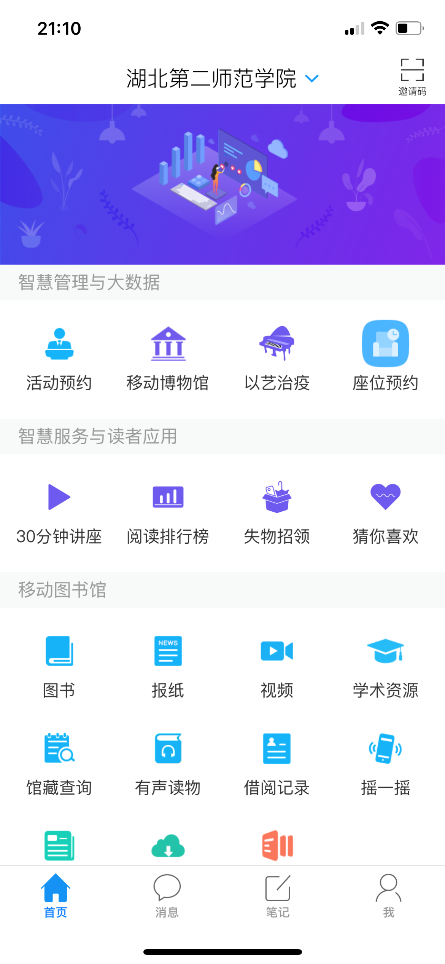 21:10
湖北第二师范学院
邀请码
智慧管理与大数据
活动预约 移动博物馆 以艺治疫 座位预约
智慧服务与读者应用
30分钟讲座 阅读排行榜 失物招领 猜你喜欢
移动图书馆
NEWS
图书 报纸 视频 学术资源
馆藏查询 有声读物 借阅记录 摇一摇
首页 消息 笔记 我